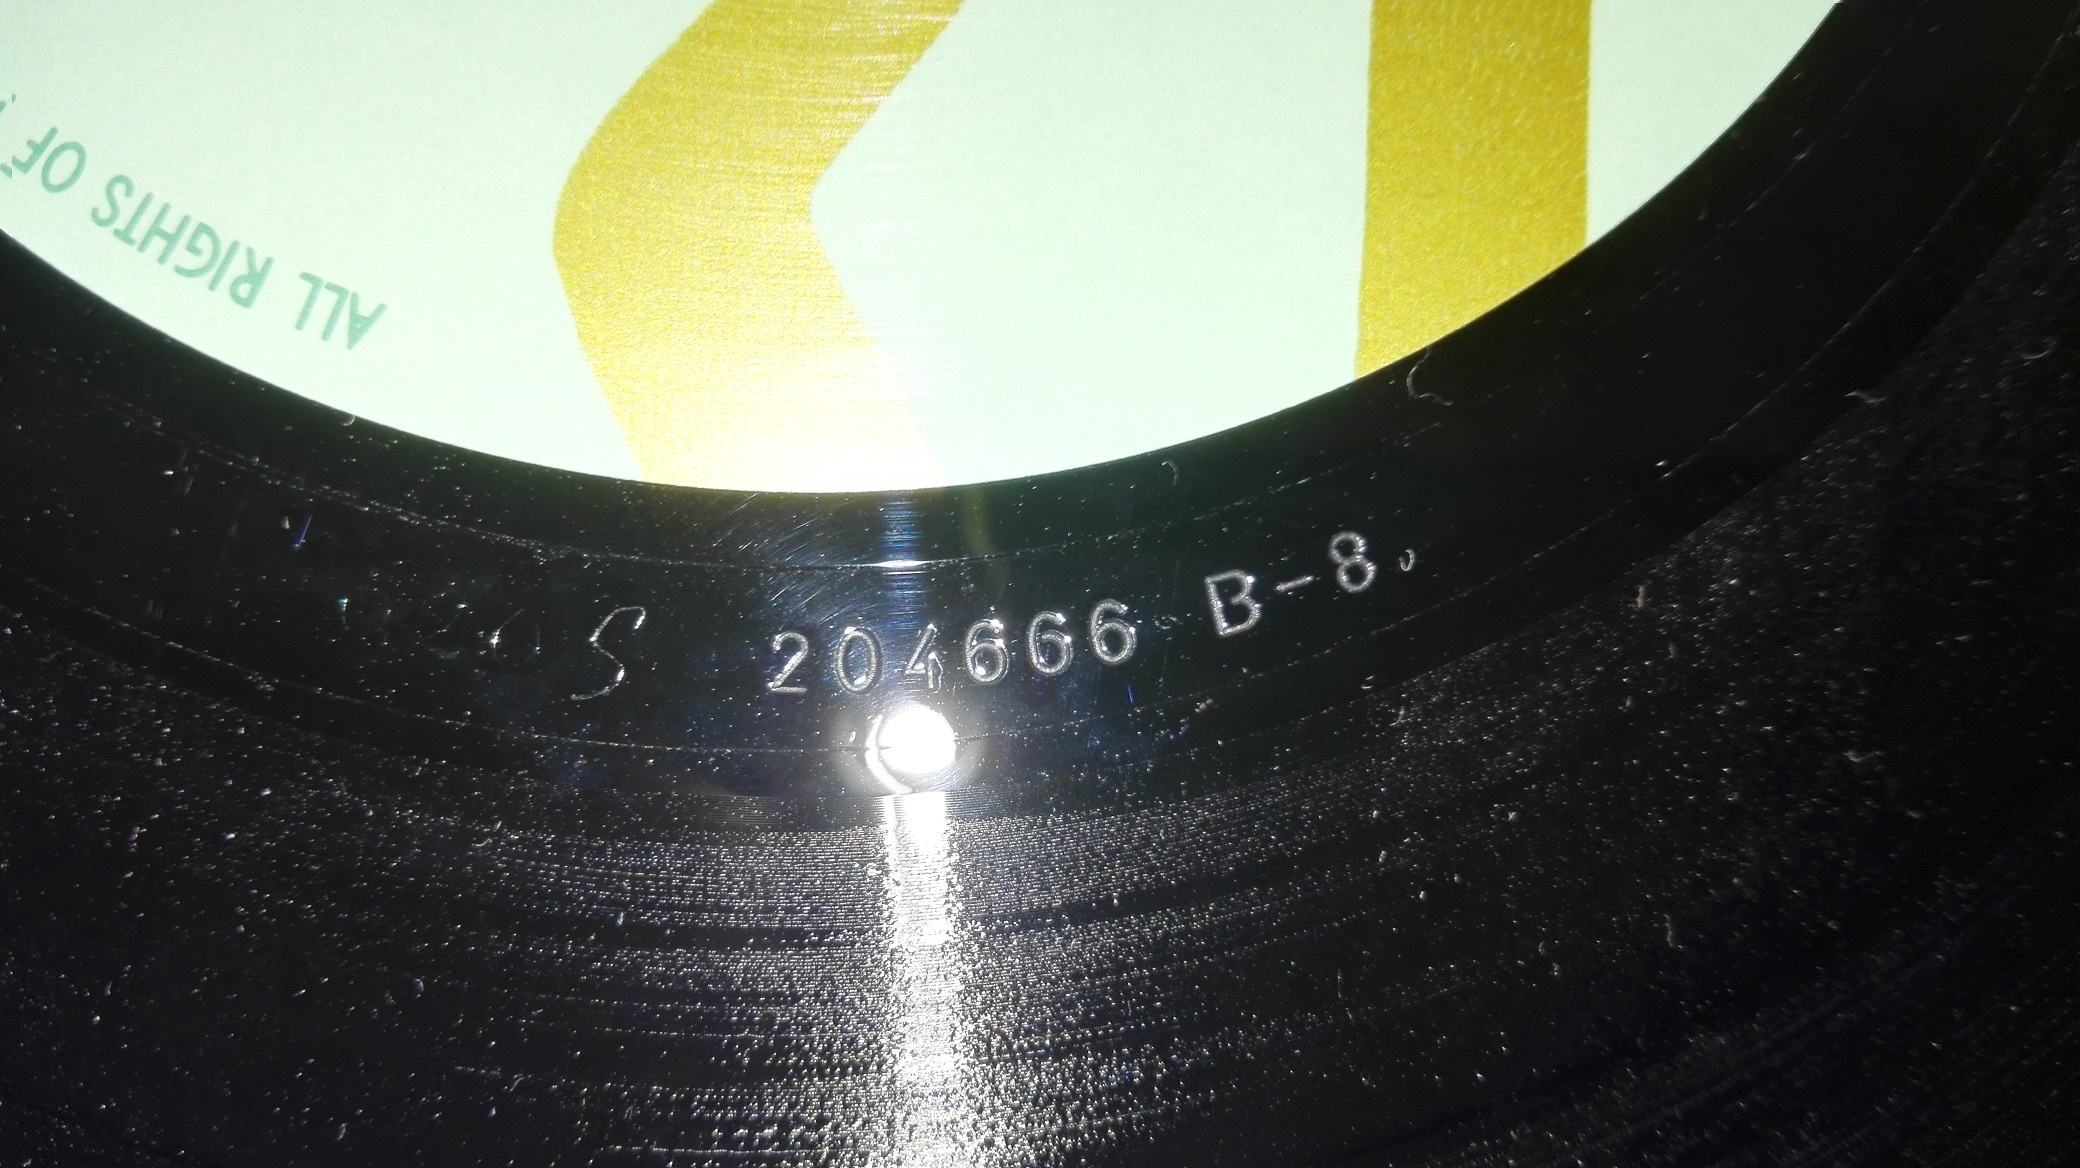 ALL RIGHTS OF
S 204666 B-8.